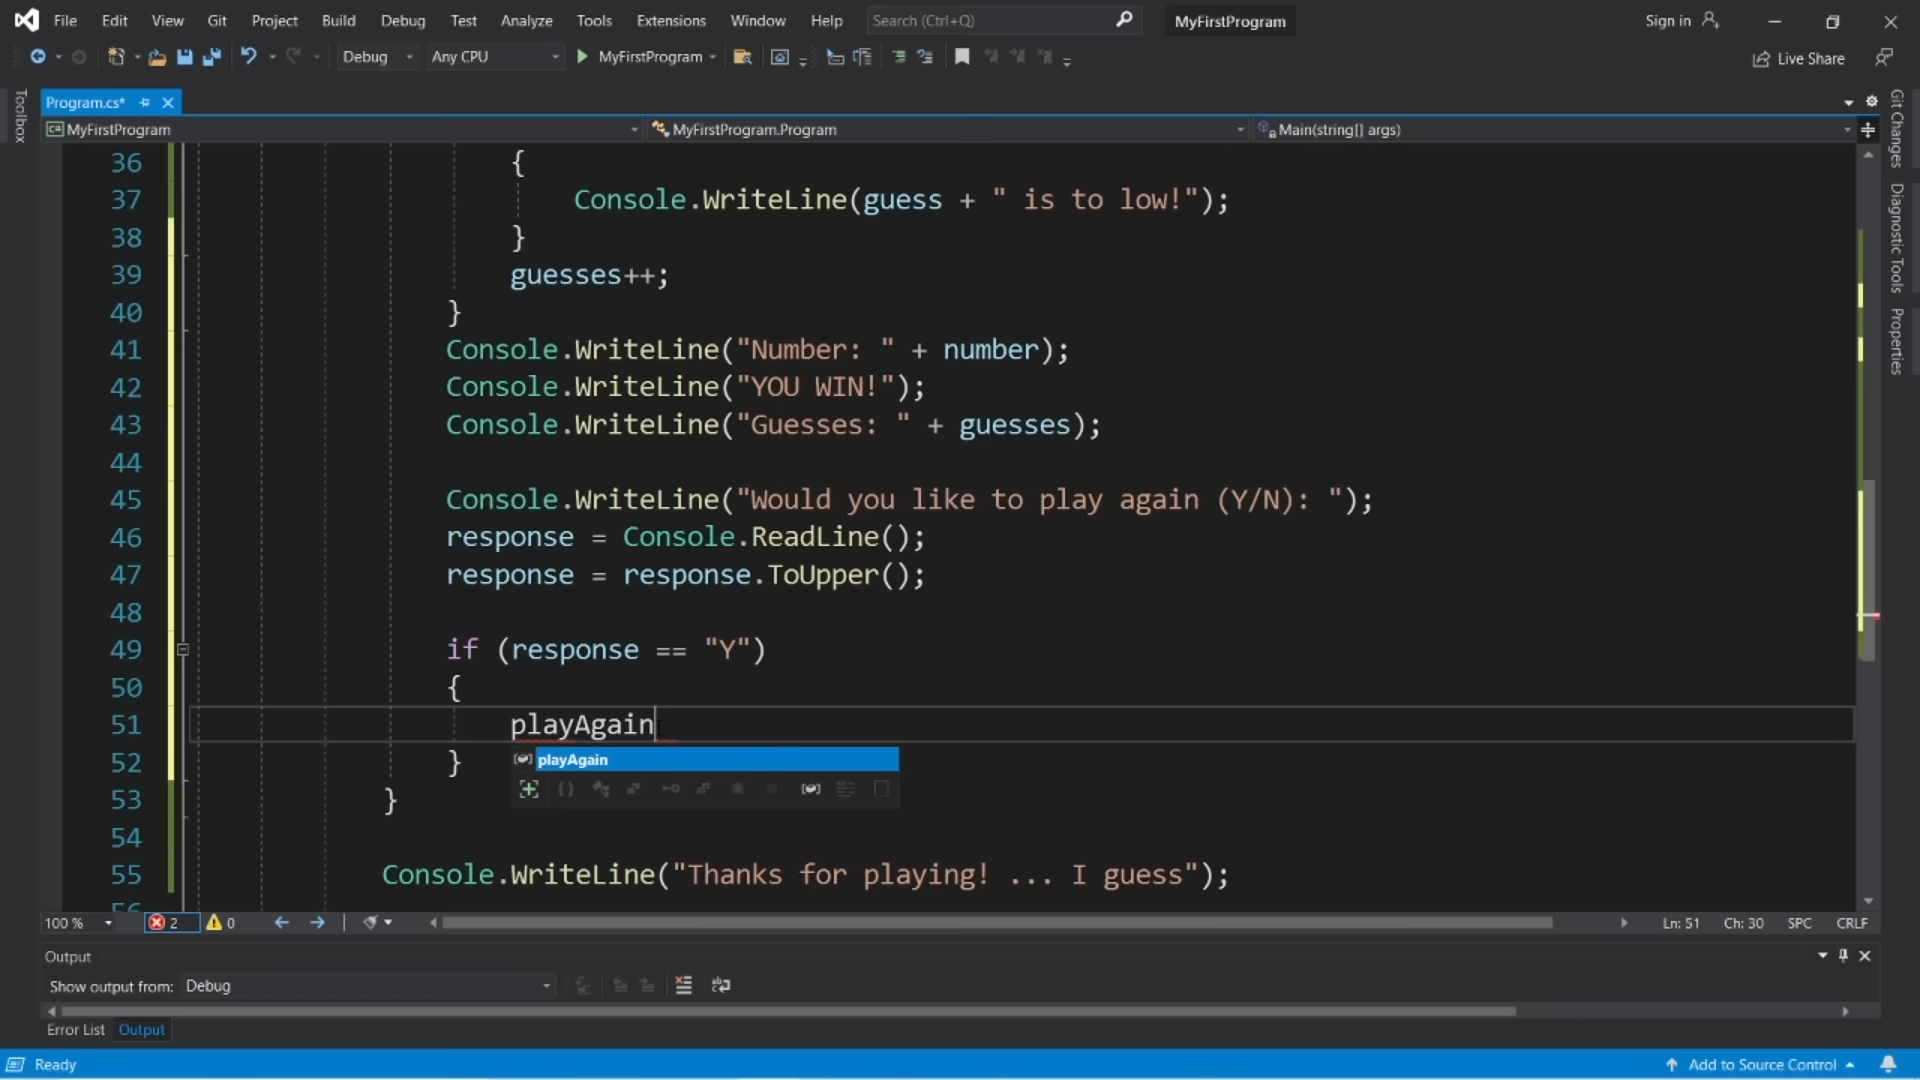 File Edit View Git Project Build Debug Test Analyze Tools Extensions Window Help Search (Ctrl+Q) MyFirstProgram Sign in
Debug Any CPU MyFirstProgram Live Share
Toolbox
Program.cs*
MyFirstProgram MyFirstProgram.Program Main(string[] args)
36 {
37 Console.WriteLine(guess + " is to low!");
38 }
39 guesses++;
40 }
41 Console.WriteLine("Number: " + number);
42 Console.WriteLine("YOU WIN!");
43 Console.WriteLine("Guesses: " + guesses);
44
45 Console.WriteLine("Would you like to play again (Y/N): ");
46 response = Console.ReadLine();
47 response = response.ToUpper();
48
49 if (response == "Y")
50 {
51 playAgain
playAgain
52 }
53 }
54
55 Console.WriteLine("Thanks for playing! ... I guess");
56
Git Changes
Diagnostic Tools
Properties
100 % 2 0 Ln: 51 Ch: 30 SPC CRLF
Output
Show output from: Debug
Error List Output
Ready Add to Source Control